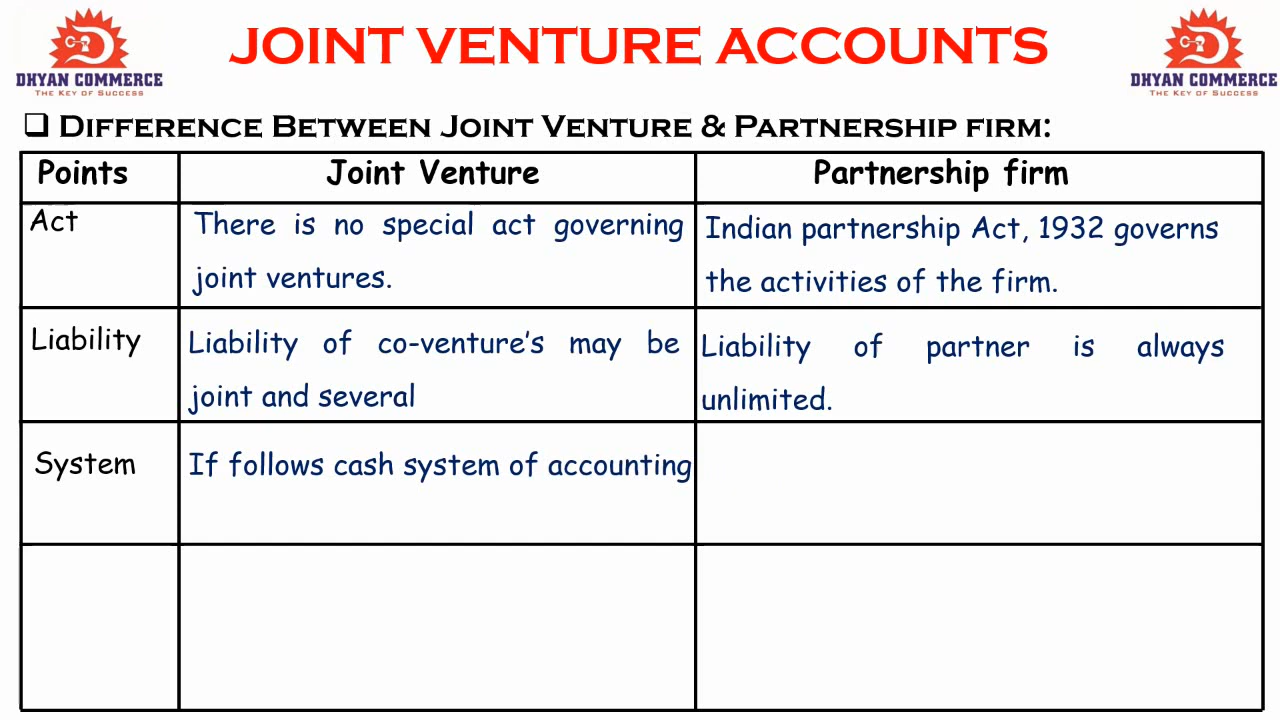 JOINT VENTURE ACCOUNTS
DHYAN COMMERCE
THE KEY OF SUCCESS
DHYAN COMMERCE
THE KEY OF SUCCESS
❑ DIFFERENCE BETWEEN JOINT VENTURE & PARTNERSHIP FIRM:
Points Joint Venture Partnership firm
Act
There is no special act governing
joint ventures.
Indian partnership Act, 1932 governs
the activities of the firm.
Liability
Liability of co-venture’s may be
joint and several
Liability of partner is always
unlimited.
System
If follows cash system of accounting